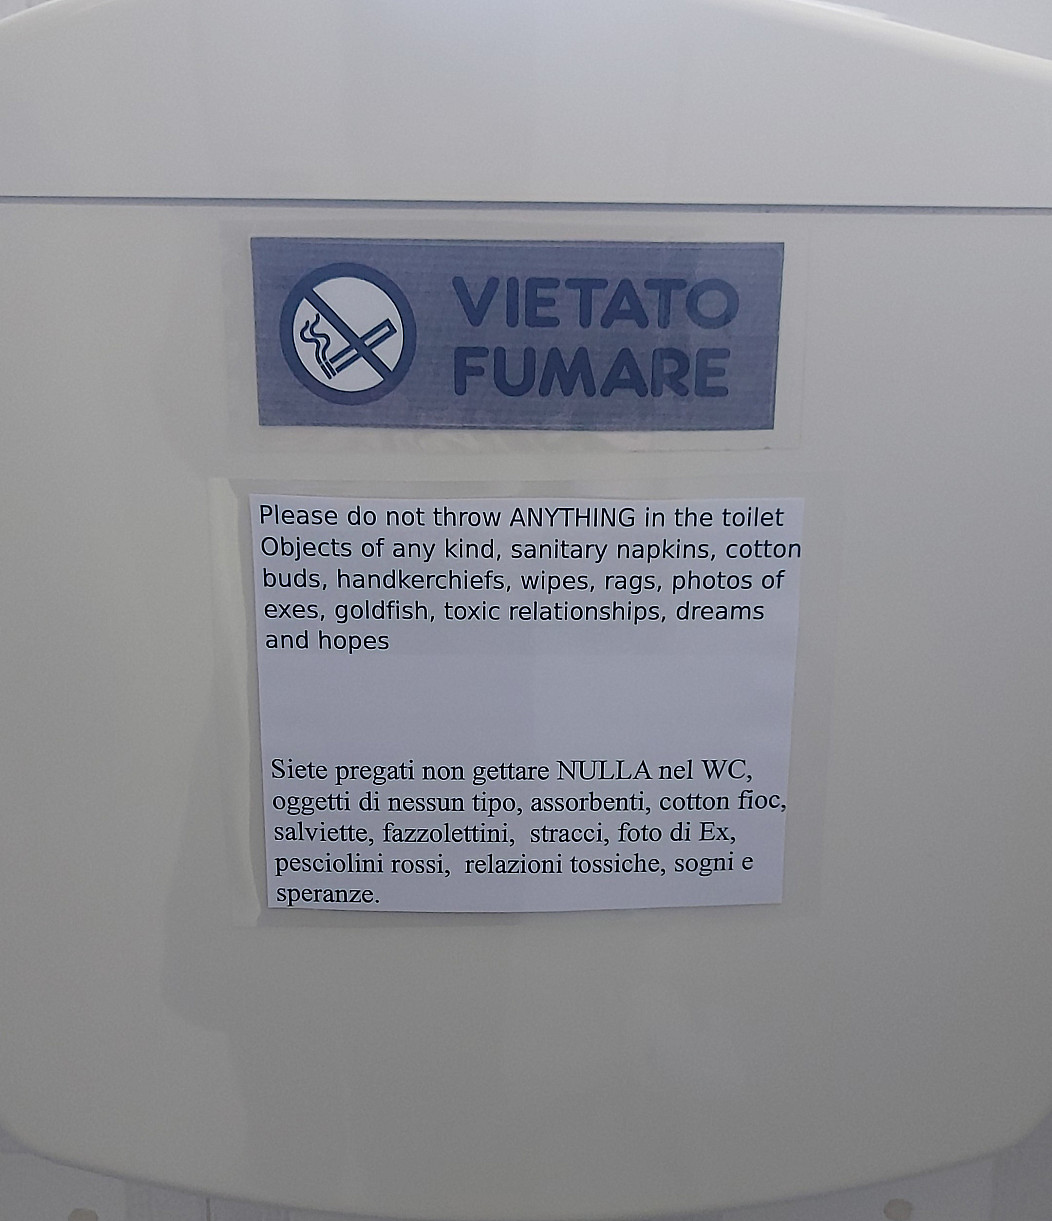 VIETATO
FUMARE
Please do not throw ANYTHING in the toilet
Objects of any kind, sanitary napkins, cotton
buds, handkerchiefs, wipes, rags, photos of
exes, goldfish, toxic relationships, dreams
and hopes
Siete pregati non gettare NULLA nel WC,
oggetti di nessun tipo, assorbenti, cotton fioc,
salviette, fazzolettini, stracci, foto di Ex,
pesciolini rossi, relazioni tossiche, sogni e
speranze.